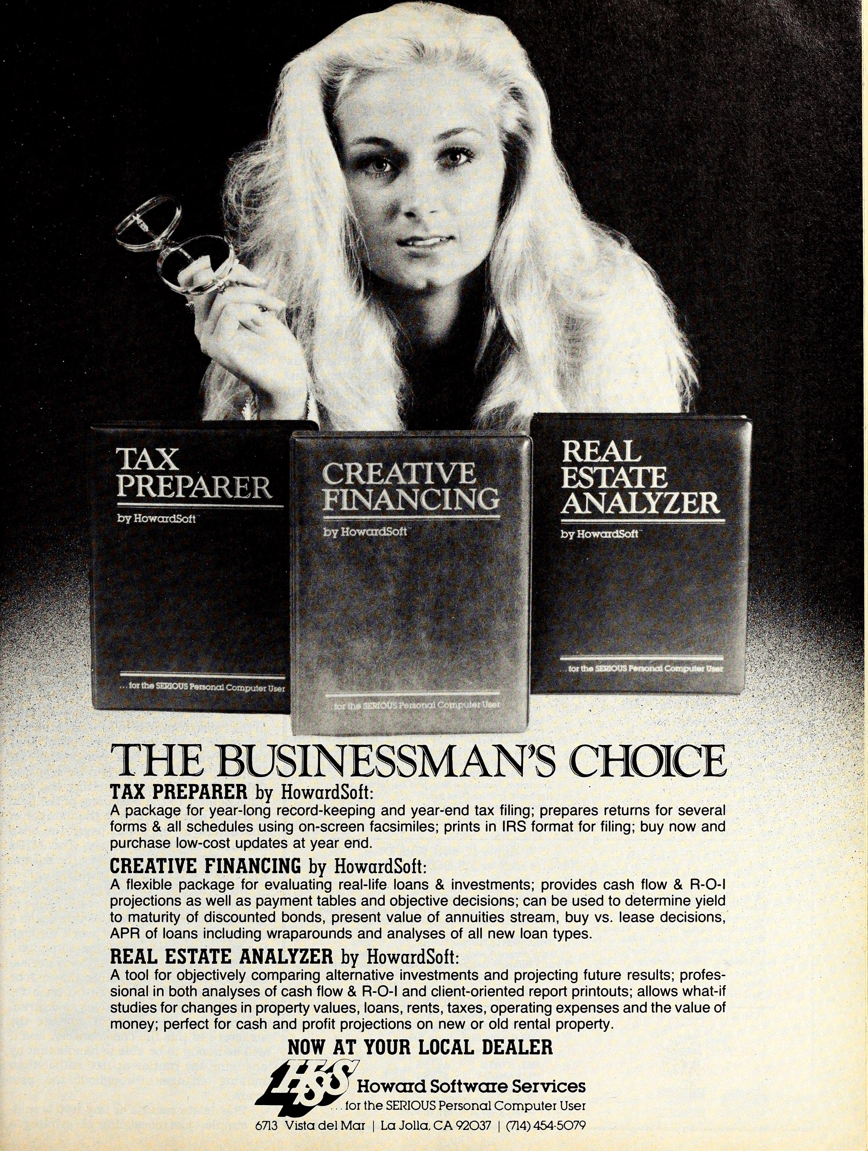 TAX
PREPARER
by HowardSoft™
...for the SERIOUS Personal Computer User
CREATIVE
FINANCING
by HowardSoft™
...for the SERIOUS Personal Computer User
REAL
ESTATE
ANALYZER
by HowardSoft™
...for the SERIOUS Personal Computer User
THE BUSINESSMAN'S CHOICE
TAX PREPARER by HowardSoft:
A package for year-long record-keeping and year-end tax filing; prepares returns for several
forms & all schedules using on-screen facsimiles; prints in IRS format for filing; buy now and
purchase low-cost updates at year end.
CREATIVE FINANCING by HowardSoft:
A flexible package for evaluating real-life loans & investments; provides cash flow & R-O-I
projections as well as payment tables and objective decisions; can be used to determine yield
to maturity of discounted bonds, present value of annuities stream, buy vs. lease decisions,
APR of loans including wraparounds and analyses of all new loan types.
REAL ESTATE ANALYZER by HowardSoft:
A tool for objectively comparing alternative investments and projecting future results; profes-
sional in both analyses of cash flow & R-O-I and client-oriented report printouts; allows what-if
studies for changes in property values, loans, rents, taxes, operating expenses and the value of
money; perfect for cash and profit projections on new or old rental property.
NOW AT YOUR LOCAL DEALER
HSS Howard Software Services
...for the SERIOUS Personal Computer User
6713 Vista del Mar | La Jolla, CA 92037 | (714) 454-5079